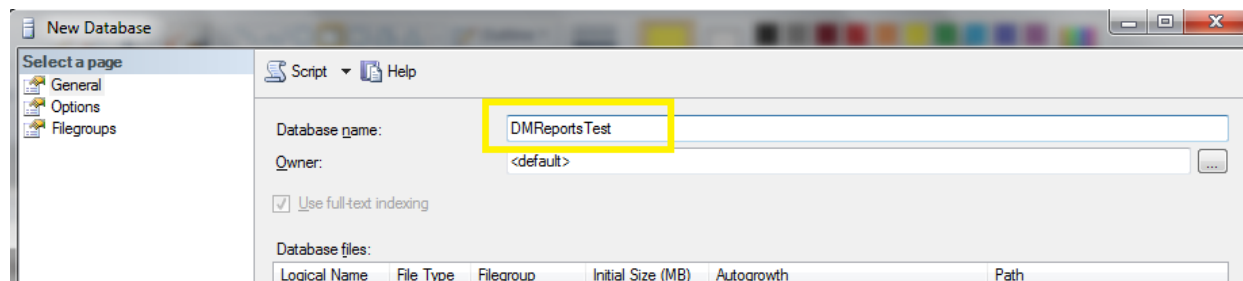 New Database
Select a page
General
Options
Filegroups
Script Help
Database name: DMReportsTest
Owner: <default> ...
Use full-text indexing
Database files:
Logical Name File Type Filegroup Initial Size (MB) Autogrowth Path